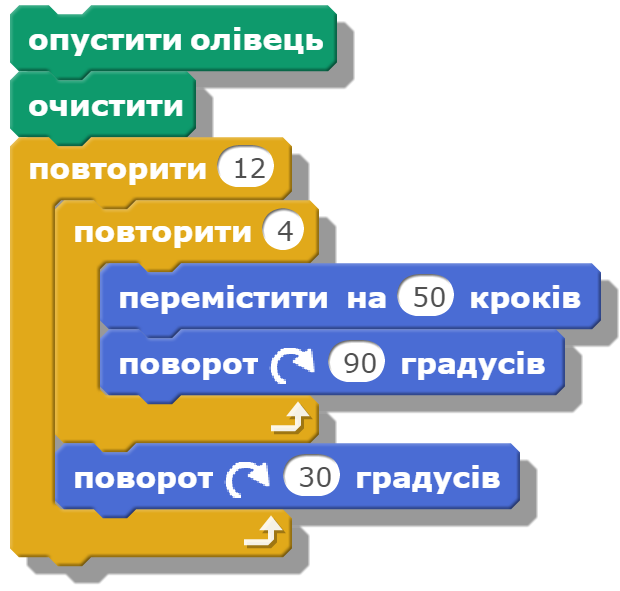 опустити олівець
очистити
повторити 12
повторити 4
перемістити на 50 кроків
поворот 90 градусів
поворот 30 градусів